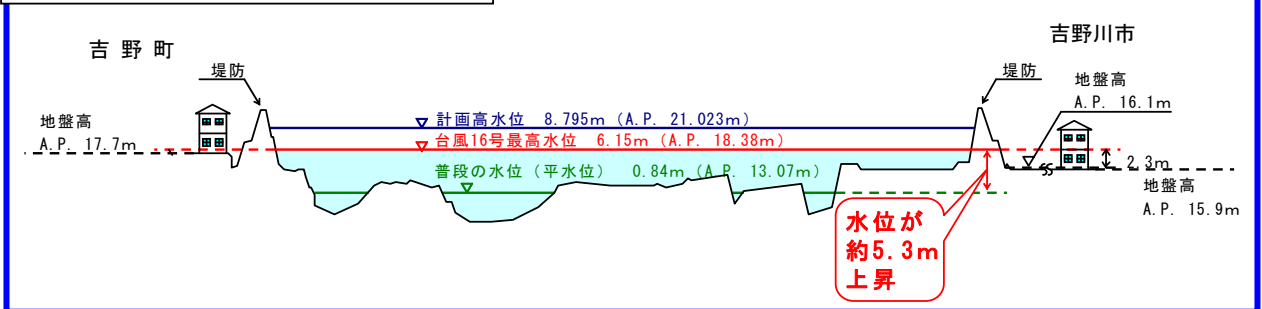 吉野町
吉野川市
堤防
堤防
地盤高
A.P. 16.1m
地盤高
A.P. 17.7m
計画高水位 8.795m (A.P. 21.023m)
台風16号最高水位 6.15m (A.P. 18.38m)
普段の水位 (平水位) 0.84m (A.P. 13.07m)
2.3m
地盤高
A.P. 15.9m
水位が
約5.3m
上昇